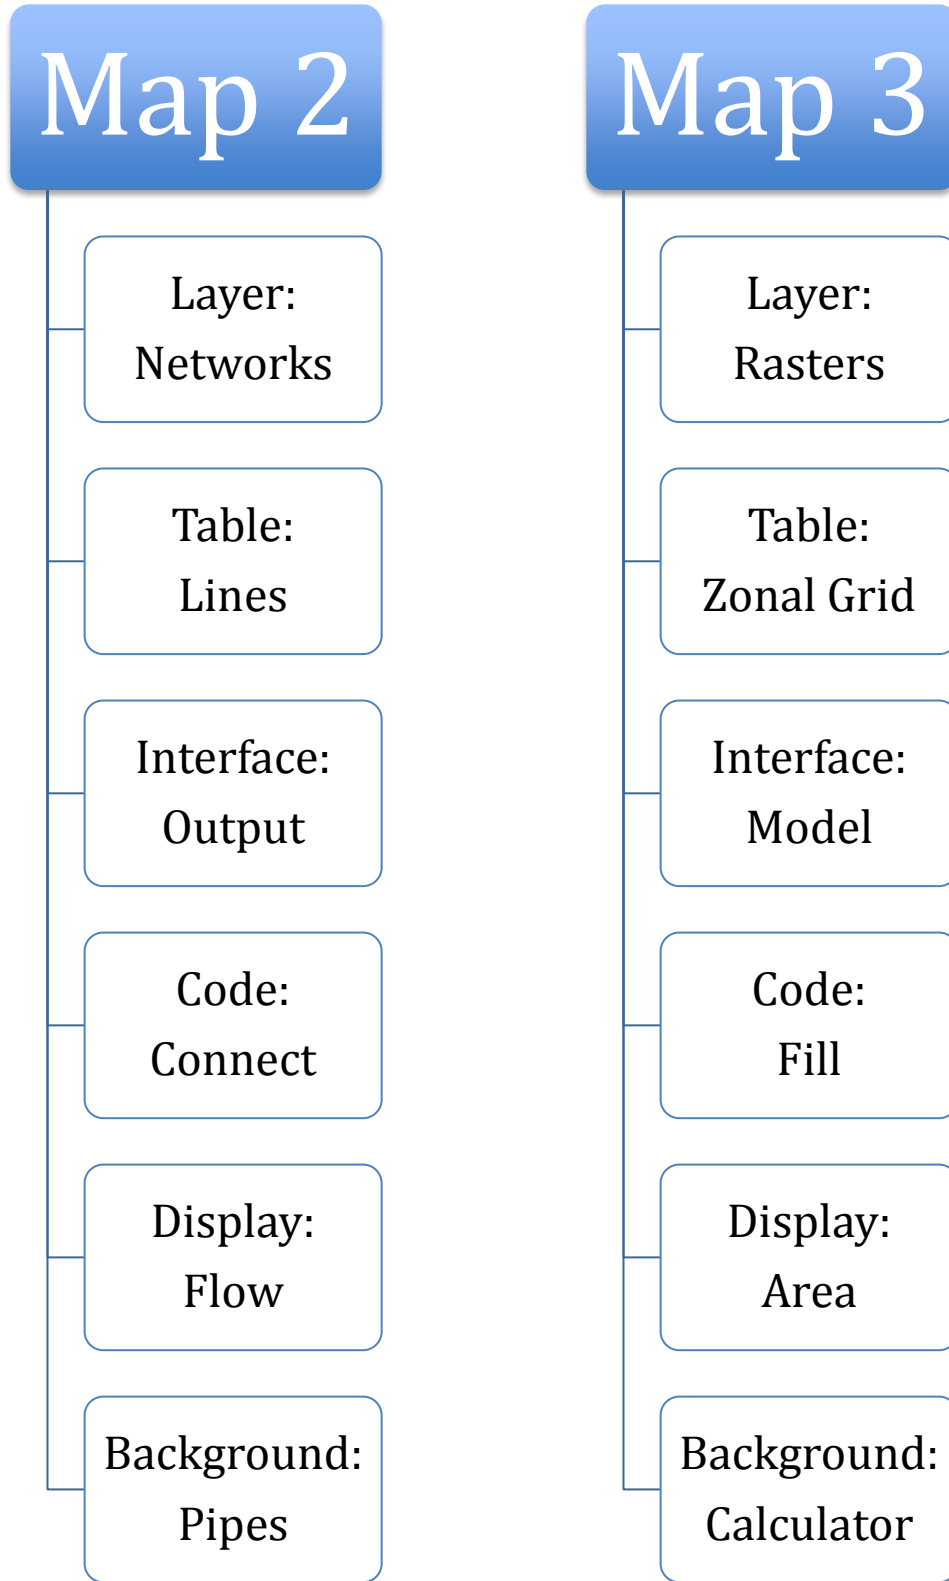 Map 2
Layer:
Networks
Table:
Lines
Interface:
Output
Code:
Connect
Display:
Flow
Background:
Pipes
Map 3
Layer:
Rasters
Table:
Zonal Grid
Interface:
Model
Code:
Fill
Display:
Area
Background:
Calculator